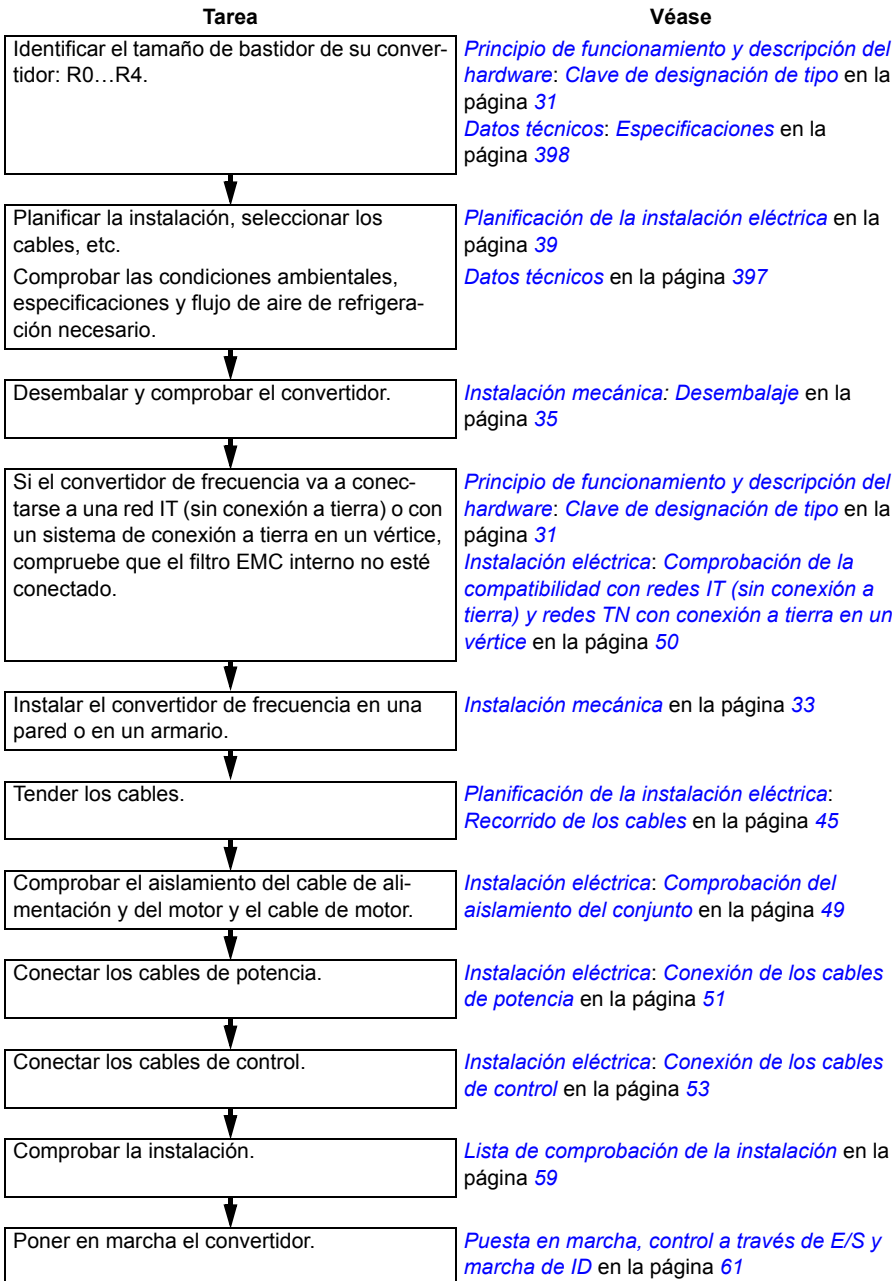 Tarea
Véase
Identificar el tamaño de bastidor de su conver-
tidor: R0…R4.
Principio de funcionamiento y descripción del
hardware: Clave de designación de tipo en la
página 31
Datos técnicos: Especificaciones en la
página 398
Planificar la instalación, seleccionar los
cables, etc.
Planificación de la instalación eléctrica en la
página 39
Comprobar las condiciones ambientales,
especificaciones y flujo de aire de refrigera-
ción necesario.
Datos técnicos en la página 397
Desembalar y comprobar el convertidor.
Instalación mecánica: Desembalaje en la
página 35
Si el convertidor de frecuencia va a conec-
tarse a una red IT (sin conexión a tierra) o con
un sistema de conexión a tierra en un vértice,
compruebe que el filtro EMC interno no esté
conectado.
Principio de funcionamiento y descripción del
hardware: Clave de designación de tipo en la
página 31
Instalación eléctrica: Comprobación de la
compatibilidad con redes IT (sin conexión a
tierra) y redes TN con conexión a tierra en un
vértice en la página 50
Instalar el convertidor de frecuencia en una
pared o en un armario.
Instalación mecánica en la página 33
Tender los cables.
Planificación de la instalación eléctrica:
Recorrido de los cables en la página 45
Comprobar el aislamiento del cable de ali-
mentación y del motor y el cable de motor.
Instalación eléctrica: Comprobación del
aislamiento del conjunto en la página 49
Conectar los cables de potencia.
Instalación eléctrica: Conexión de los cables
de potencia en la página 51
Conectar los cables de control.
Instalación eléctrica: Conexión de los cables
de control en la página 53
Comprobar la instalación.
Lista de comprobación de la instalación en la
página 59
Poner en marcha el convertidor.
Puesta en marcha, control a través de E/S y
marcha de ID en la página 61